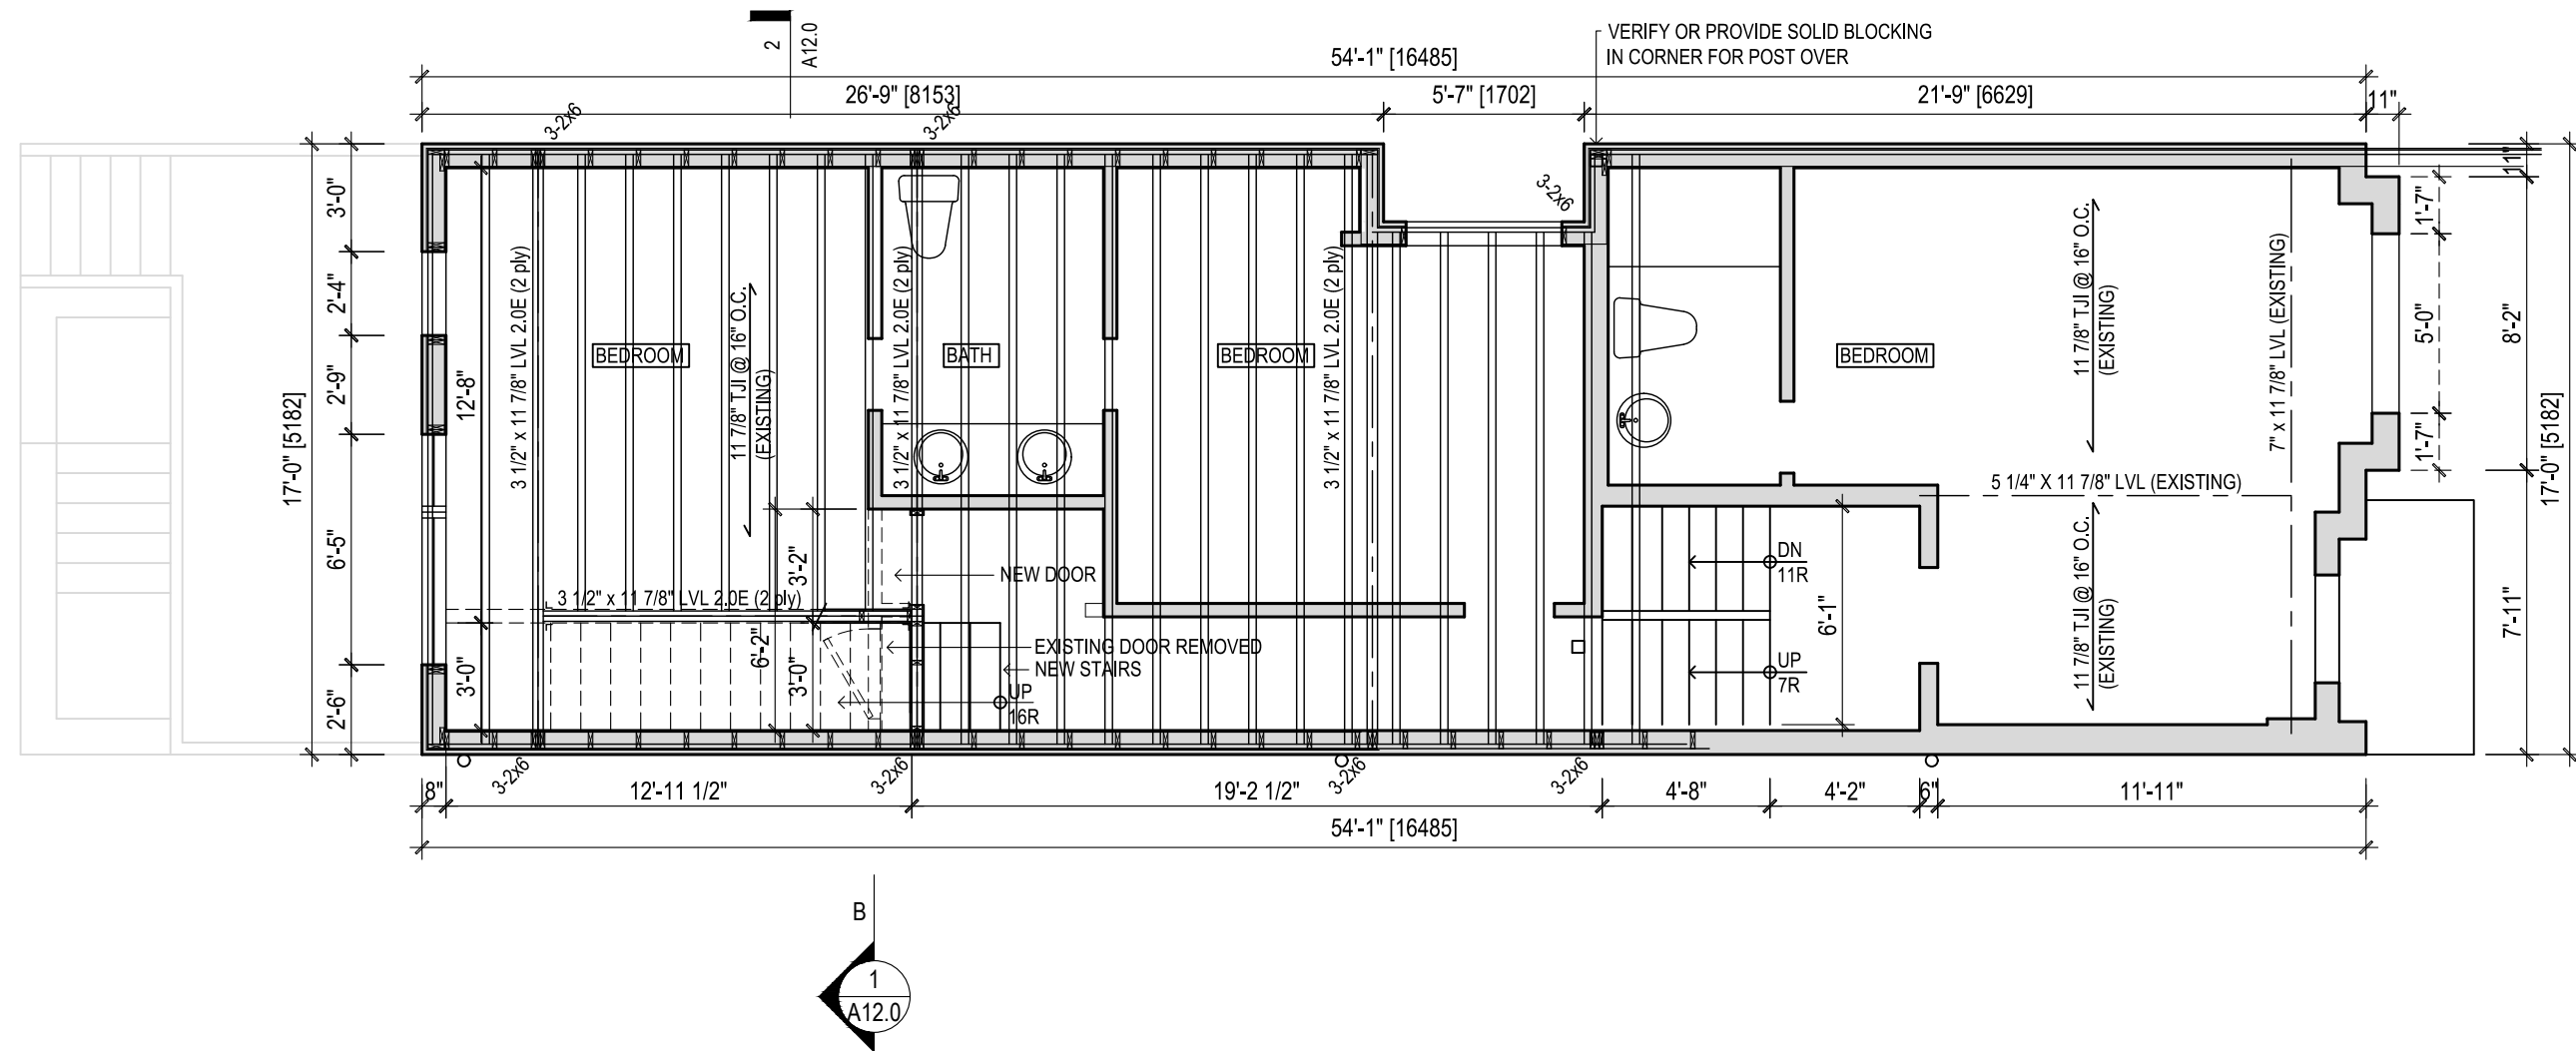 2
A12.0
VERIFY OR PROVIDE SOLID BLOCKING
IN CORNER FOR POST OVER
54'-1" [16485]
26'-9" [8153]
5'-7" [1702]
21'-9" [6629]
11"
3-2x6
3-2x6
3-2x6
11"
17'-0" [5182]
3'-0"
2'-4"
2'-9"
6'-5"
2'-6"
12'-8"
3'-0"
3 1/2" x 11 7/8" LVL 2.0E (2 ply)
BEDROOM
11 7/8" TJI @ 16" O.C.
(EXISTING)
3 1/2" x 11 7/8" LVL 2.0E (2 ply)
BATH
BEDROOM
3 1/2" x 11 7/8" LVL 2.0E (2 ply)
BEDROOM
11 7/8" TJI @ 16" O.C.
(EXISTING)
7" x 11 7/8" LVL (EXISTING)
1'-7"
5'-0"
1'-7"
8'-2"
7'-11"
17'-0" [5182]
5 1/4" X 11 7/8" LVL (EXISTING)
11 7/8" TJI @ 16" O.C.
(EXISTING)
3'-2"
NEW DOOR
3 1/2" x 11 7/8" LVL 2.0E (2 ply)
6'-2"
3'-0"
EXISTING DOOR REMOVED
NEW STAIRS
UP
16R
DN
11R
6'-1"
UP
7R
3-2x6
3-2x6
3-2x6
3-2x6
8"
12'-11 1/2"
19'-2 1/2"
4'-8"
4'-2"
6"
11'-11"
54'-1" [16485]
B
1
A12.0